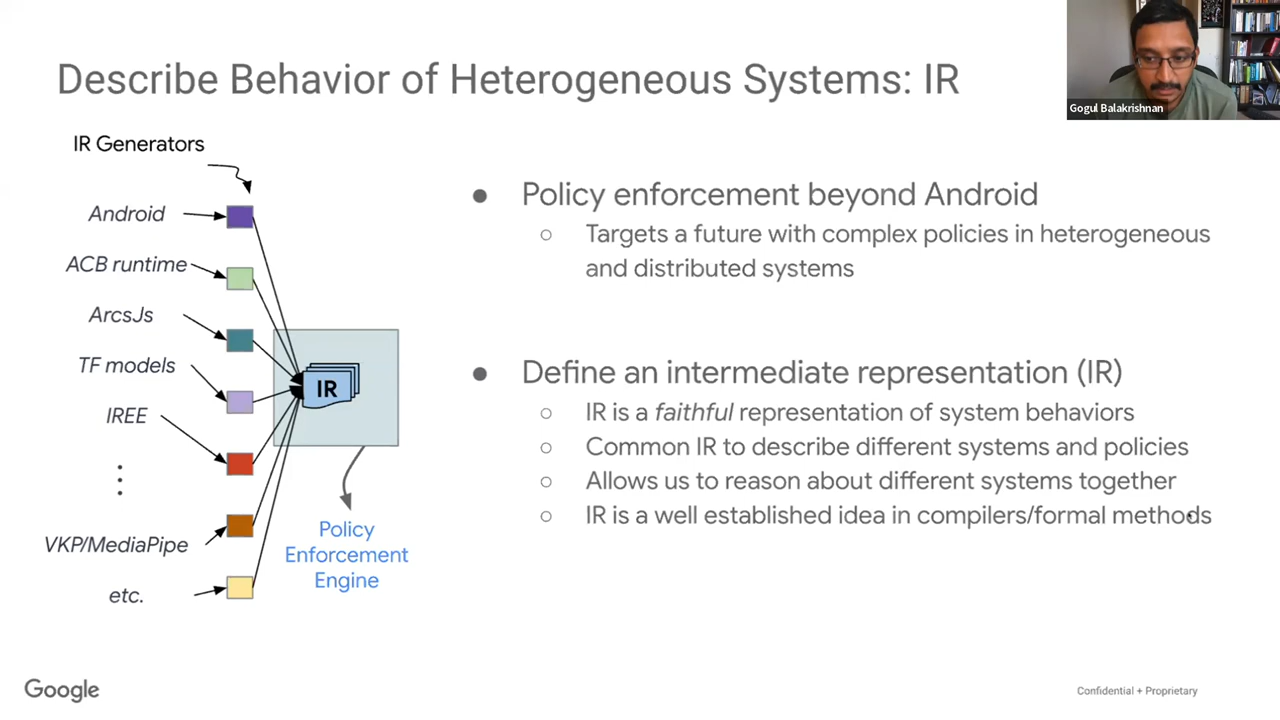 Describe Behavior of Heterogeneous Systems: IR
Gogul Balakrishnan
IR Generators
Android
ACB runtime
ArcsJs
TF models
IREE
VKP/MediaPipe
etc.
IR
Policy
Enforcement
Engine
● Policy enforcement beyond Android
○ Targets a future with complex policies in heterogeneous
and distributed systems
● Define an intermediate representation (IR)
○ IR is a faithful representation of system behaviors
○ Common IR to describe different systems and policies
○ Allows us to reason about different systems together
○ IR is a well established idea in compilers/formal methods
Google
Confidential + Proprietary